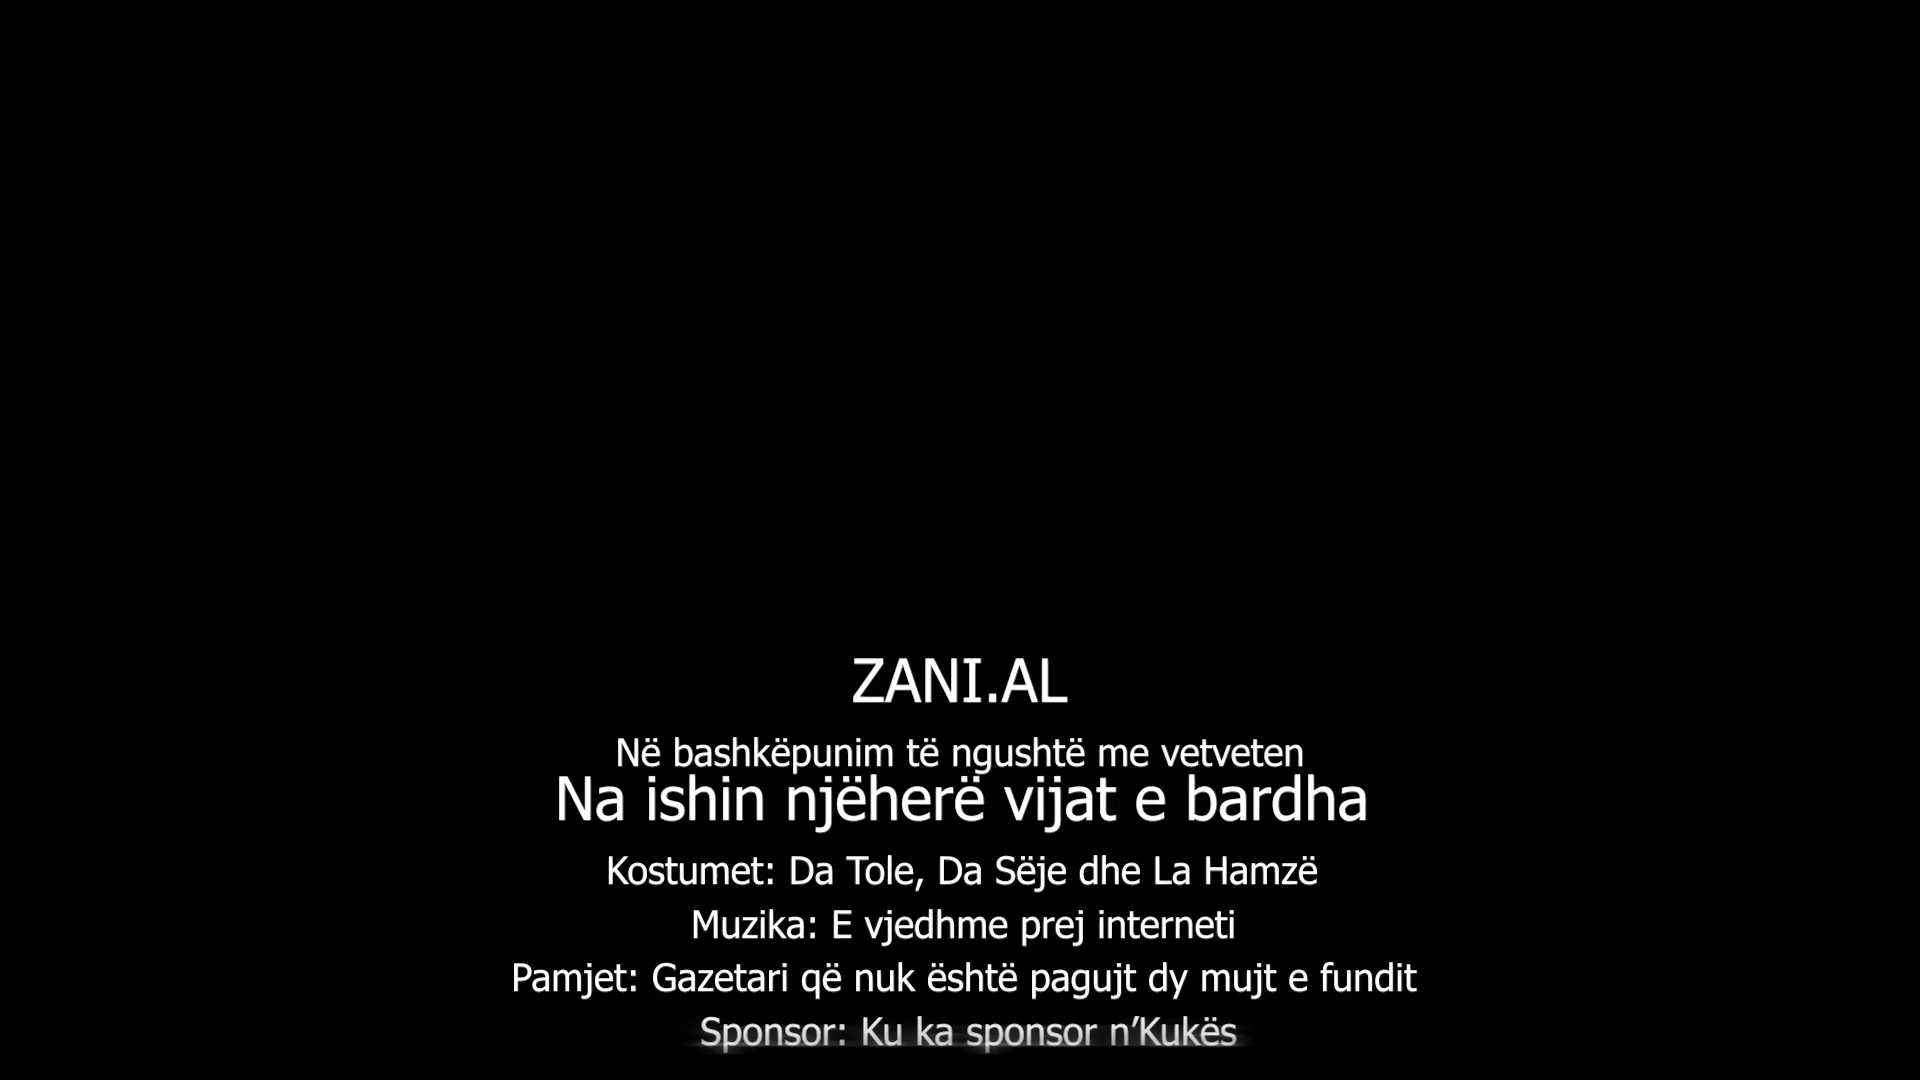 ZANI.AL
Në bashkëpunim të ngushtë me vetveten
Na ishin njëherë vijat e bardha
Kostumet: Da Tole, Da Sëje dhe La Hamzë
Muzika: E vjedhme prej interneti
Pamjet: Gazetari që nuk është pagujt dy mujt e fundit
Sponsor: Ku ka sponsor n’Kukës